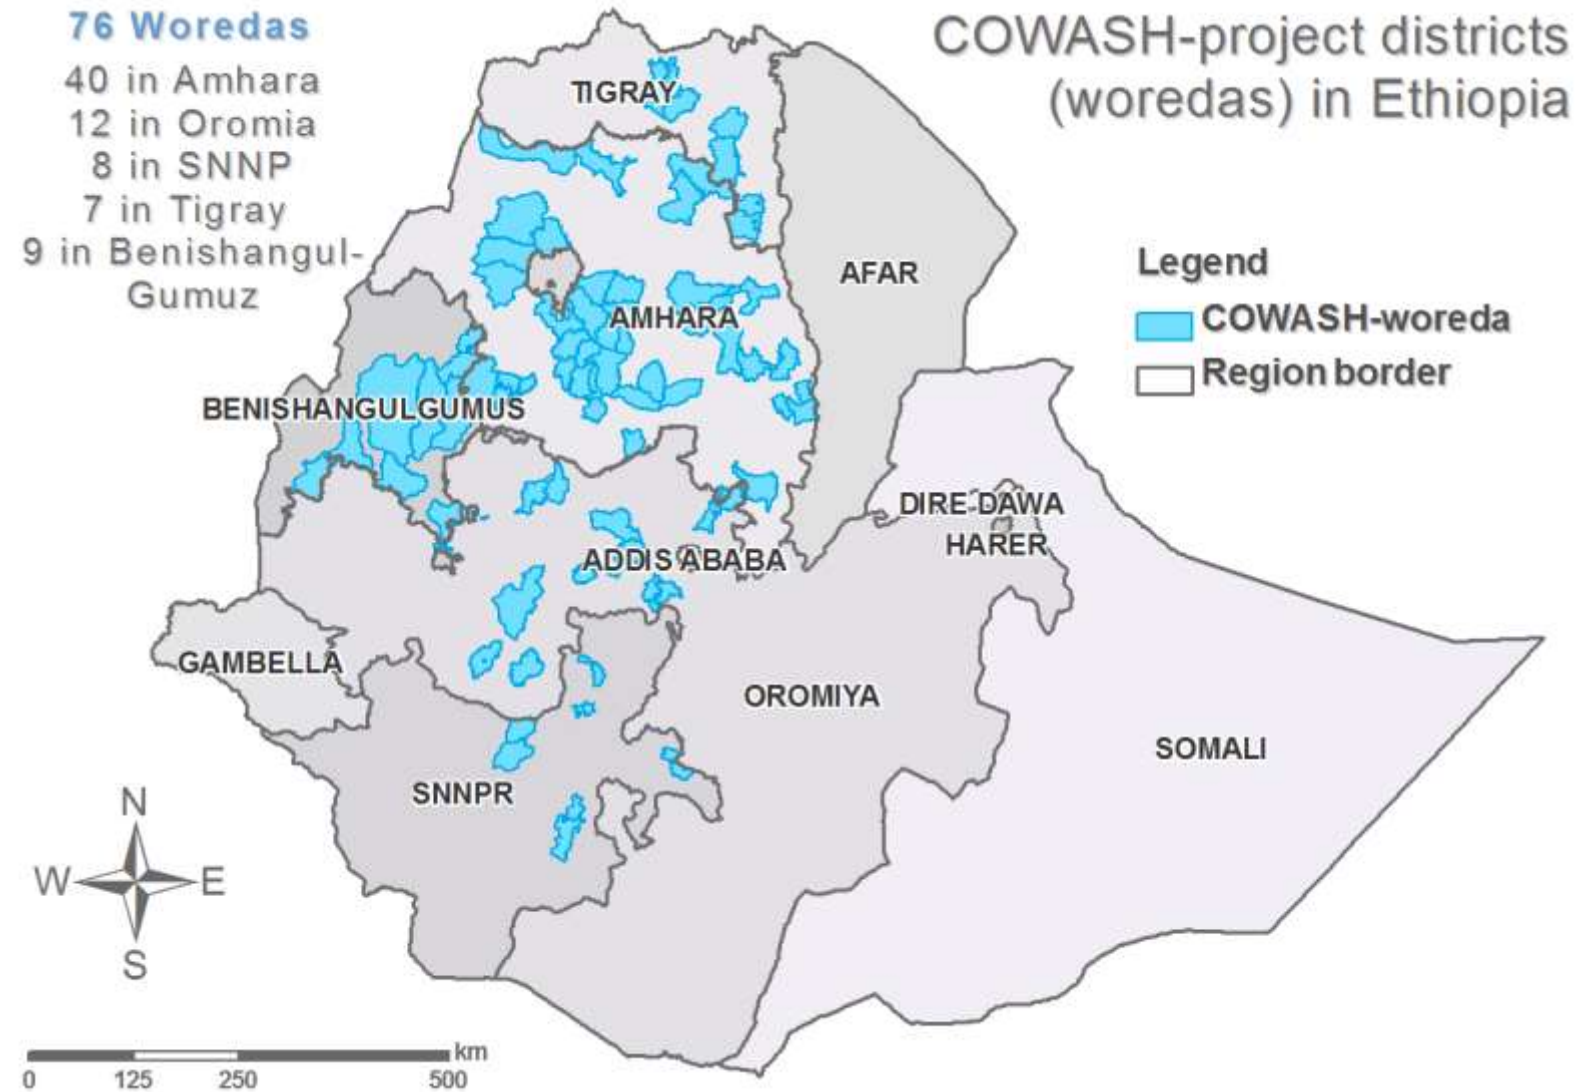 76 Woredas
40 in Amhara
12 in Oromia
8 in SNNP
7 in Tigray
9 in Benishangul-
Gumuz
COWASH-project districts
(woredas) in Ethiopia
TIGRAY
AFAR
Legend
COWASH-woreda
Region border
AMHARA
BENISHANGULGUMUS
DIRE DAWA
HARER
ADDIS ABABA
GAMBELLA
OROMIYA
SOMALI
SNNPR
N
W E
S
km
0 125 250 500